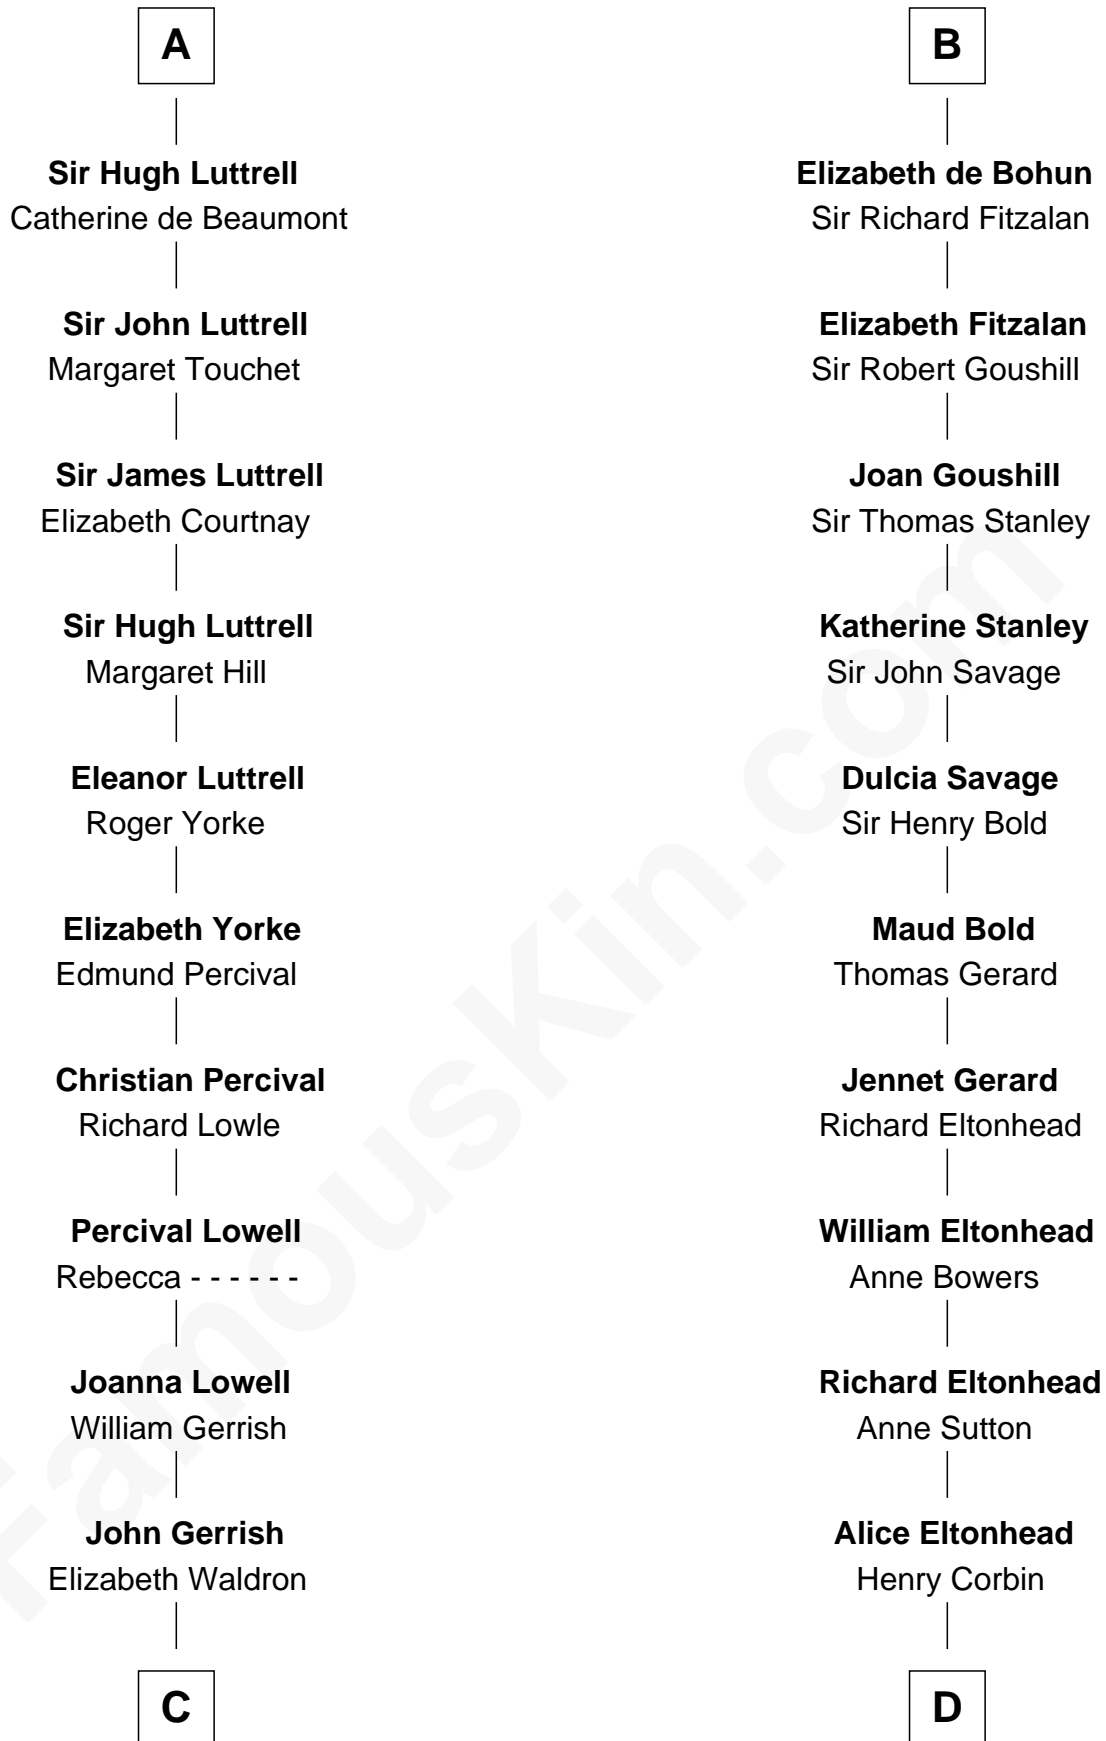 A
Sir Hugh Luttrell
Catherine de Beaumont
Sir John Luttrell
Margaret Touchet
Sir James Luttrell
Elizabeth Courtnay
Sir Hugh Luttrell
Margaret Hill
Eleanor Luttrell
Roger Yorke
Elizabeth Yorke
Edmund Percival
Christian Percival
Richard Lowle
Percival Lowell
Rebecca - - - - - -
Joanna Lowell
William Gerrish
John Gerrish
Elizabeth Waldron
C
B
Elizabeth de Bohun
Sir Richard Fitzalan
Elizabeth Fitzalan
Sir Robert Goushill
Joan Goushill
Sir Thomas Stanley
Katherine Stanley
Sir John Savage
Dulcia Savage
Sir Henry Bold
Maud Bold
Thomas Gerard
Jennet Gerard
Richard Eltonhead
William Eltonhead
Anne Bowers
Richard Eltonhead
Anne Sutton
Alice Eltonhead
Henry Corbin
D
FamousKin.com